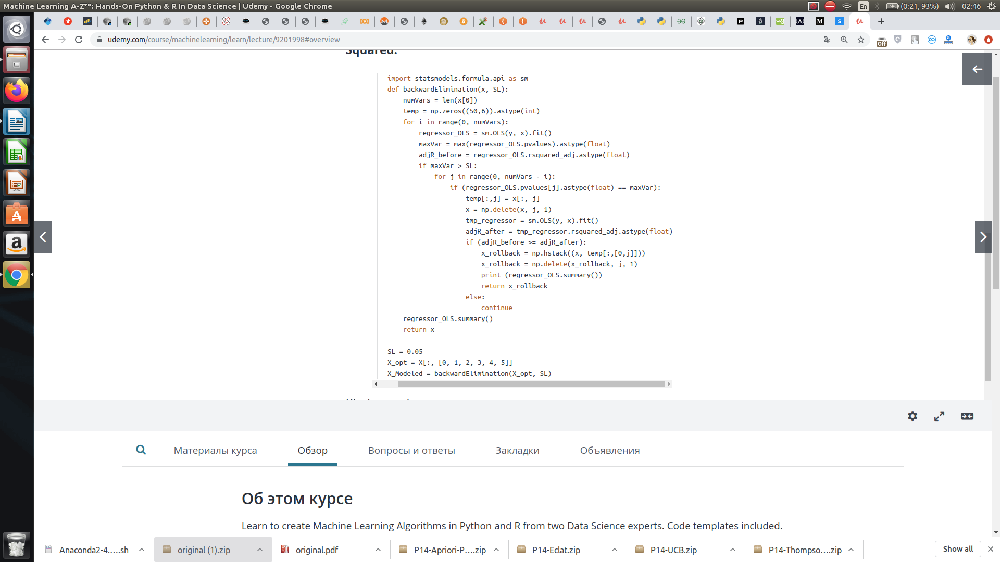 Machine Learning A-Z™: Hands-On Python & R In Data Science | Udemy - Google Chrome
En
(0:21, 93%)
02:46
udemy.com/course/machinelearning/learn/lecture/9201998#overview
Off
Squared:
import statsmodels.formula.api as sm
def backwardElimination(x, SL):
    numVars = len(x[0])
    temp = np.zeros((50,6)).astype(int)
    for i in range(0, numVars):
        regressor_OLS = sm.OLS(y, x).fit()
        maxVar = max(regressor_OLS.pvalues).astype(float)
        adjR_before = regressor_OLS.rsquared_adj.astype(float)
        if maxVar > SL:
            for j in range(0, numVars - i):
                if (regressor_OLS.pvalues[j].astype(float) == maxVar):
                    temp[:,j] = x[:, j]
                    x = np.delete(x, j, 1)
                    tmp_regressor = sm.OLS(y, x).fit()
                    adjR_after = tmp_regressor.rsquared_adj.astype(float)
                    if (adjR_before >= adjR_after):
                        x_rollback = np.hstack((x, temp[:,[0,j]]))
                        x_rollback = np.delete(x_rollback, j, 1)
                        print (regressor_OLS.summary())
                        return x_rollback
                    else:
                        continue
    regressor_OLS.summary()
    return x
SL = 0.05
X_opt = X[:, [0, 1, 2, 3, 4, 5]]
X_Modeled = backwardElimination(X_opt, SL)
Материалы курса
Обзор
Вопросы и ответы
Закладки
Объявления
Об этом курсе
Learn to create Machine Learning Algorithms in Python and R from two Data Science experts. Code templates included.
Anaconda2-4.....sh
original (1).zip
original.pdf
P14-Apriori-P....zip
P14-Eclat.zip
P14-UCB.zip
P14-Thompso....zip
Show all